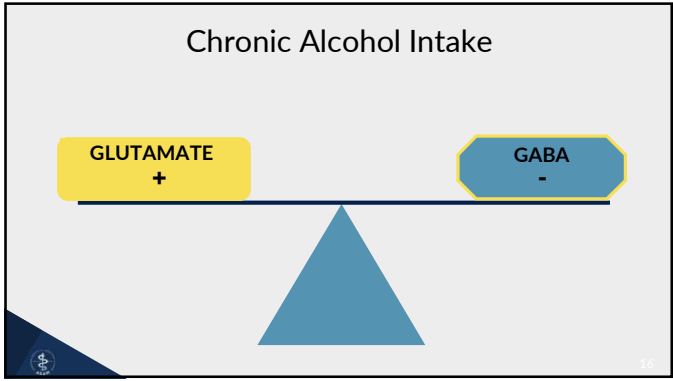 Chronic Alcohol Intake
GLUTAMATE
+
GABA
-
16